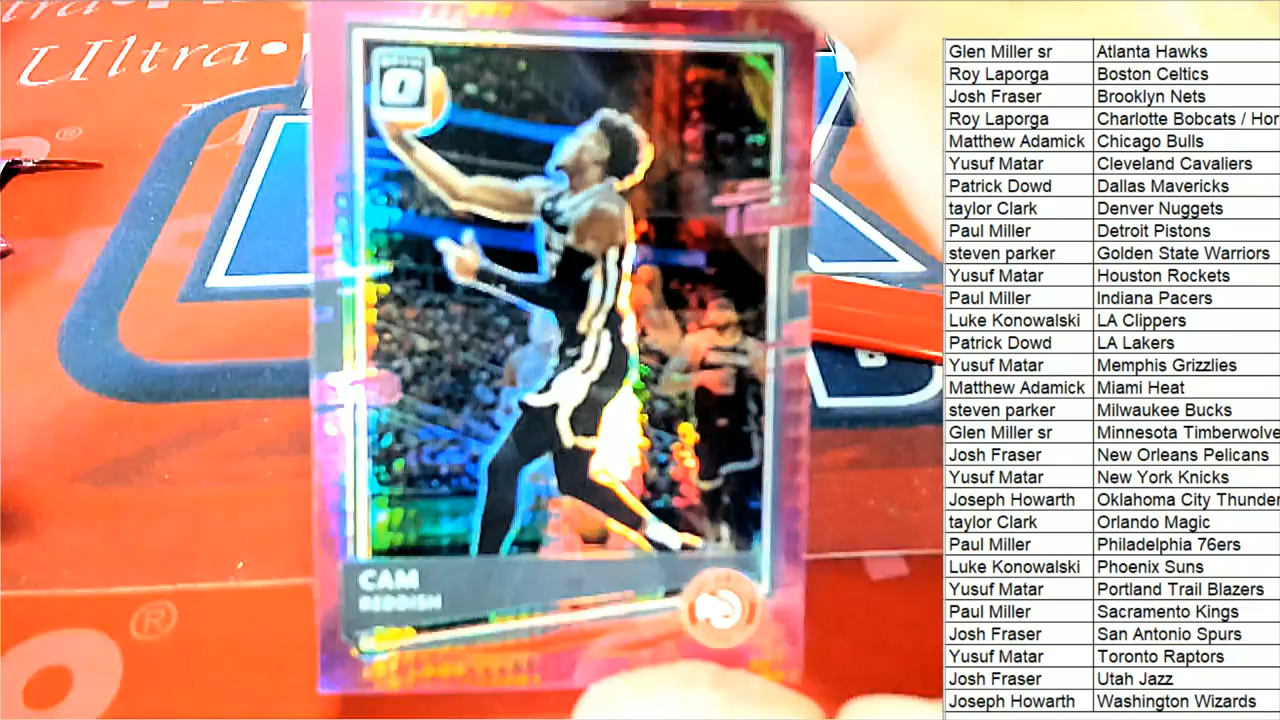 Ultra•
®
OPTIC
CAM
REDDISH
®
Glen Miller sr Atlanta Hawks
Roy Laporga Boston Celtics
Josh Fraser Brooklyn Nets
Roy Laporga Charlotte Bobcats / Hor
Matthew Adamick Chicago Bulls
Yusuf Matar Cleveland Cavaliers
Patrick Dowd Dallas Mavericks
taylor Clark Denver Nuggets
Paul Miller Detroit Pistons
steven parker Golden State Warriors
Yusuf Matar Houston Rockets
Paul Miller Indiana Pacers
Luke Konowalski LA Clippers
Patrick Dowd LA Lakers
Yusuf Matar Memphis Grizzlies
Matthew Adamick Miami Heat
steven parker Milwaukee Bucks
Glen Miller sr Minnesota Timberwolve
Josh Fraser New Orleans Pelicans
Yusuf Matar New York Knicks
Joseph Howarth Oklahoma City Thunder
taylor Clark Orlando Magic
Paul Miller Philadelphia 76ers
Luke Konowalski Phoenix Suns
Yusuf Matar Portland Trail Blazers
Paul Miller Sacramento Kings
Josh Fraser San Antonio Spurs
Yusuf Matar Toronto Raptors
Josh Fraser Utah Jazz
Joseph Howarth Washington Wizards